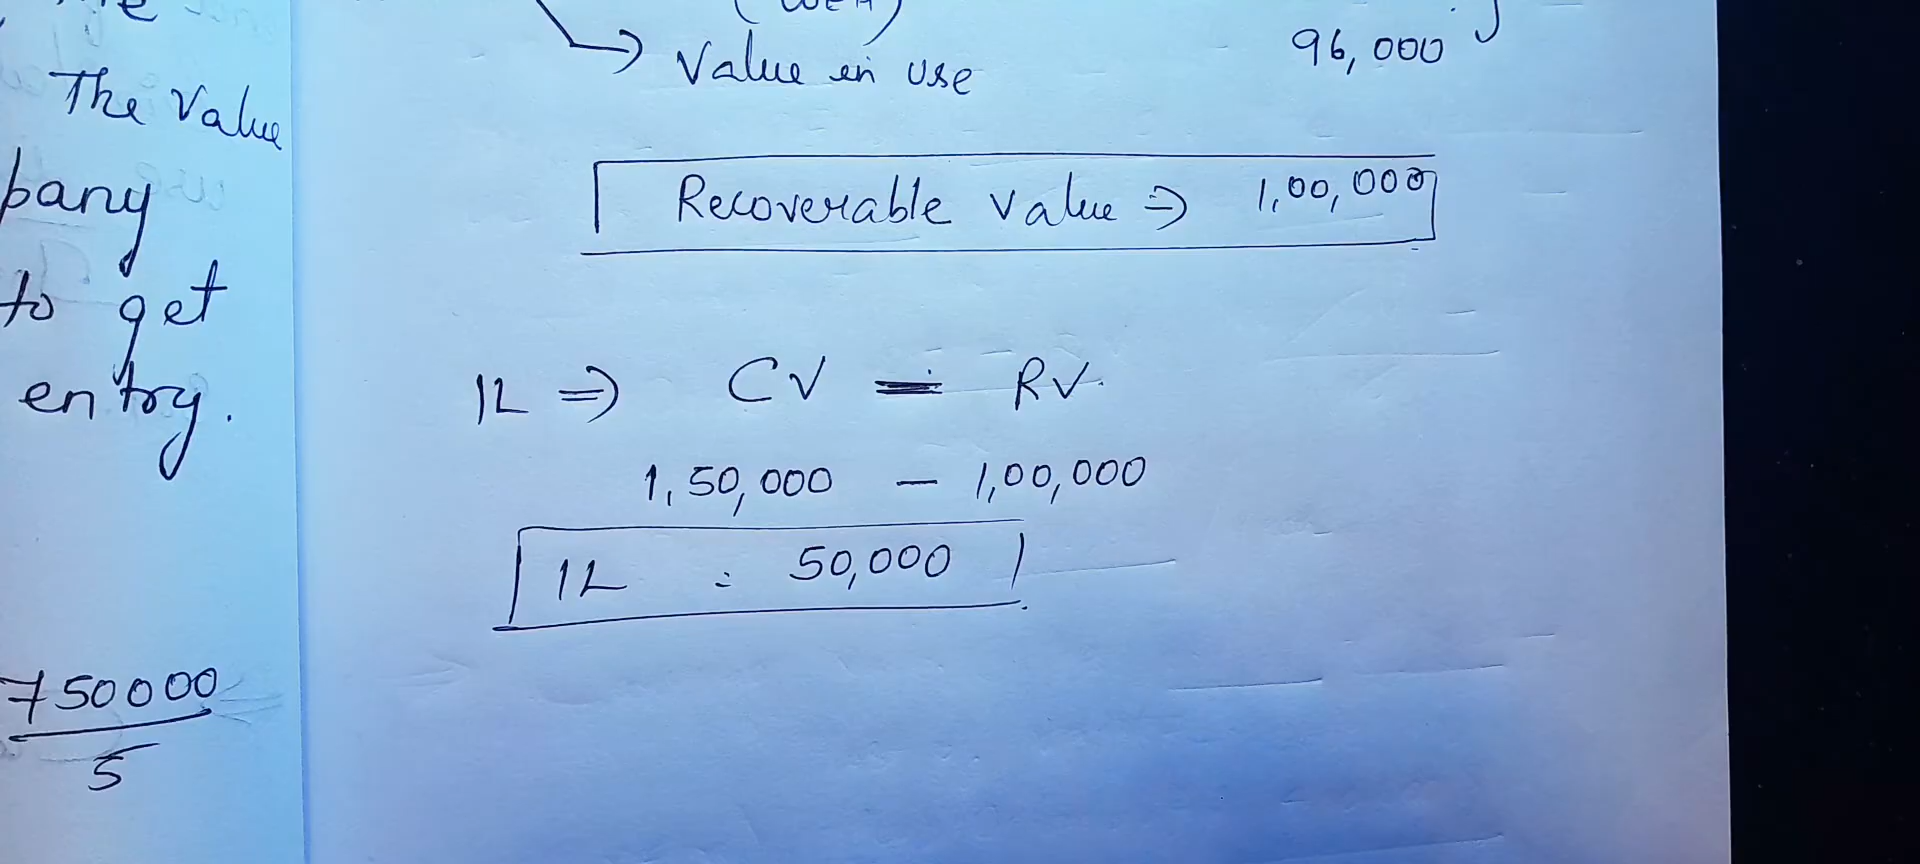 The Value
pany
to get
entry.
750000
5
Value in use 96,000
Recoverable Value ⇒ 1,00,000
IL ⇒ CV - RV.
1,50,000 - 1,00,000
IL = 50,000